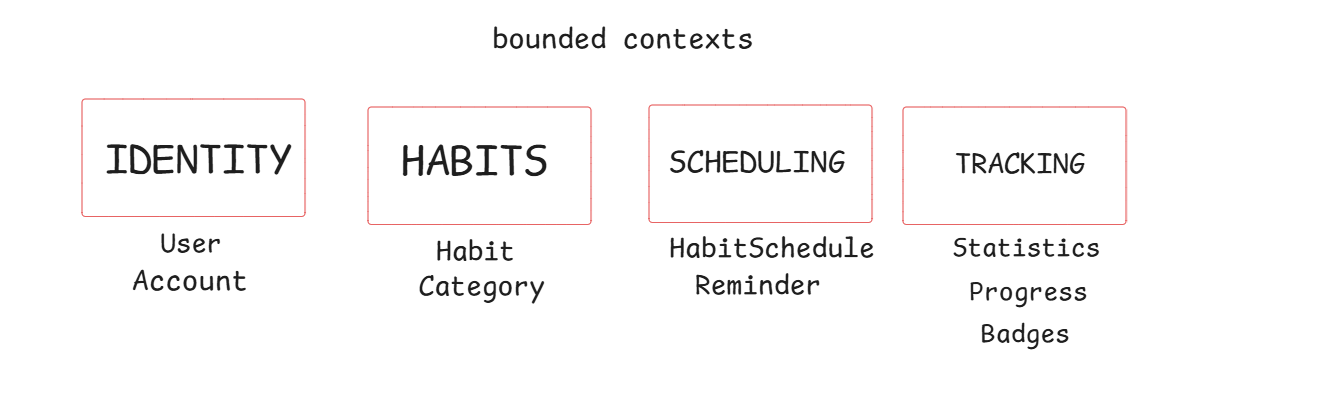 bounded contexts
IDENTITY
User
Account
HABITS
Habit
Category
SCHEDULING
HabitSchedule
Reminder
TRACKING
Statistics
Progress
Badges